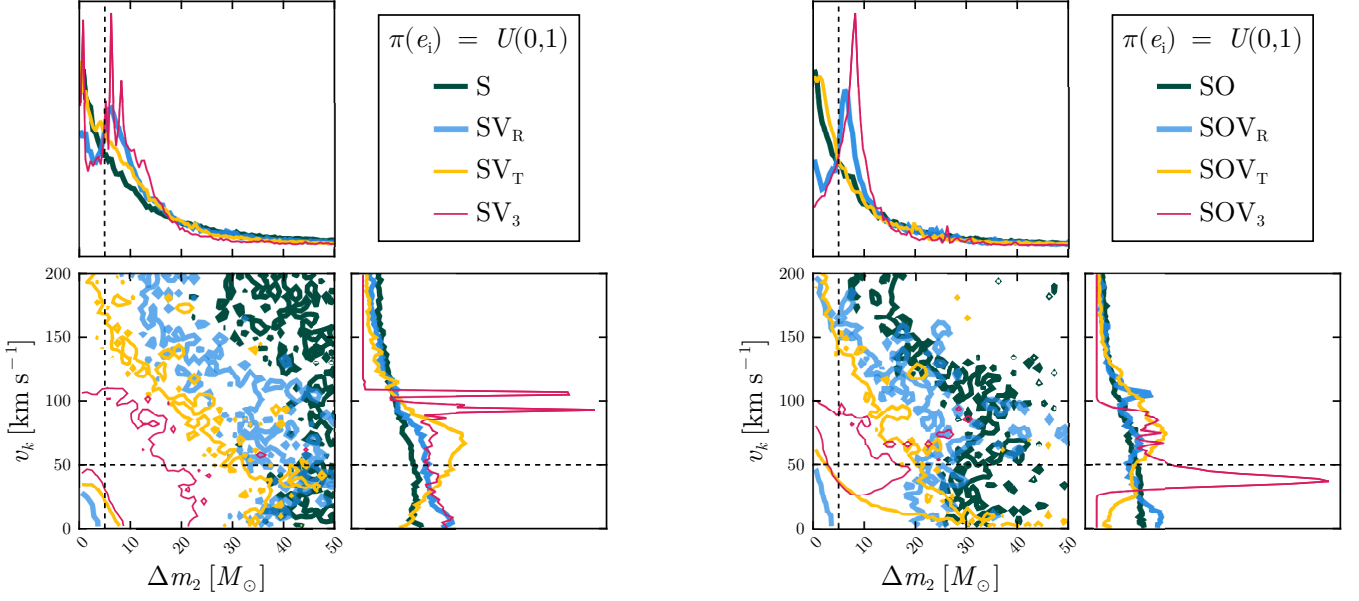 π(e_i) = U(0,1)
S
SV_R
SV_T
SV_3
200
150
100
50
0
v_k [km s⁻¹]
0
10
20
30
40
50
Δm₂ [M_⊙]
π(e_i) = U(0,1)
SO
SOV_R
SOV_T
SOV_3
200
150
100
50
0
v_k [km s⁻¹]
0
10
20
30
40
50
Δm₂ [M_⊙]